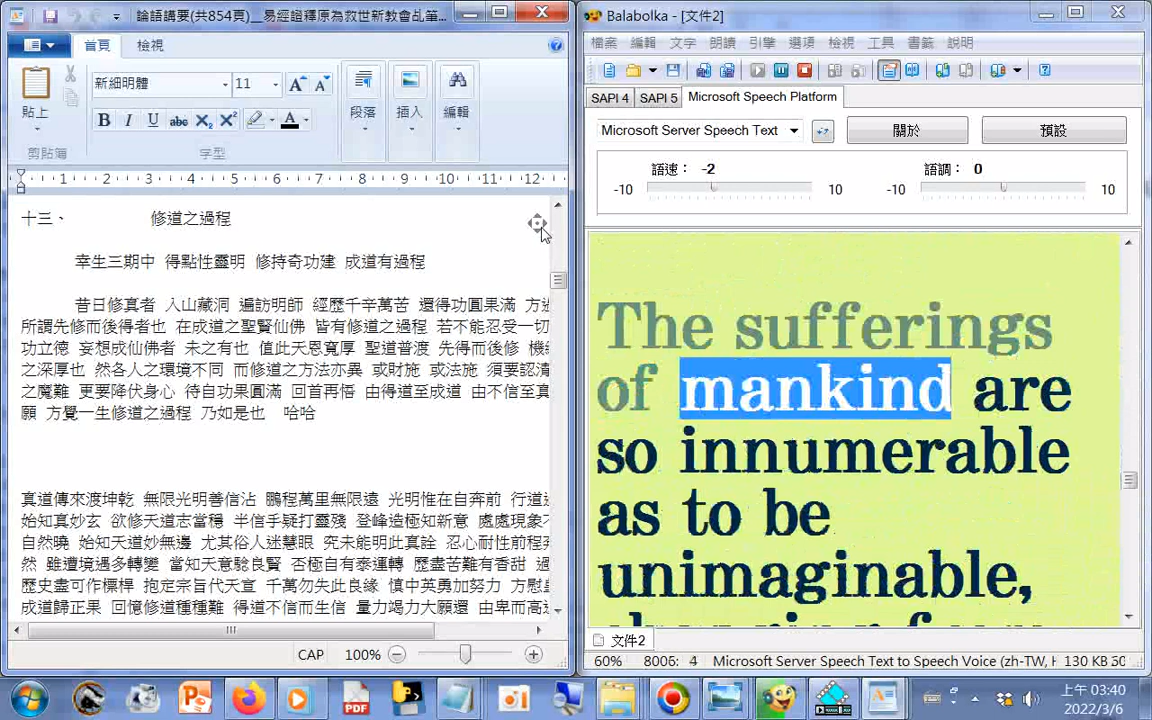 論語講要(共854頁)__易經證釋原為救世新教會乩筆...
首頁 檢視
貼上
剪貼簿
新細明體 11
B I U abc X₂ X² A
字型
段落
插入
編輯
1 2 3 4 5 6 7 8 9 10 11 12
十三、 修道之過程
幸生三期中 得點性靈明 修持奇功建 成道有過程
昔日修真者 入山藏洞 遍訪明師 經歷千辛萬苦 還得功圓果滿 方
所謂先修而後得者也 在成道之聖賢仙佛 皆有修道之過程 若不能忍受一切
功立德 妄想成仙佛者 未之有也 值此天恩寬厚 聖道普渡 先得而後修 機
之深厚也 然各人之環境不同 而修道之方法亦異 或財施 或法施 須要認清
之魔難 更要降伏身心 待自功果圓滿 回首再悟 由得道至成道 由不信至真
願 方覺一生修道之過程 乃如是也 哈哈
真道傳來渡坤乾 無限光明善信沾 鵬程萬里無限遠 光明惟在自奔前 行道
始知真妙玄 欲修天道志當穩 半信乎疑打靈殘 登峰造極知新意 處處現象
自然曉 始知天道妙無邊 尤其俗人迷慧眼 究未能明此真詮 忍心耐性前程
然 雖遭境遇多轉變 當知天意驗良賢 否極自有泰運轉 歷盡苦難有香甜 過
歷史盡可作標桿 抱定宗旨代天宣 千萬勿失此良緣 慎中英勇加努力 方慰
成道歸正果 回憶修道種種難 得道不信而生信 量力竭力大願還 由卑而高
CAP 100%
Balabolka - [文件2]
檔案 編輯 文字 朗讀 引擎 選項 檢視 工具 書籤 說明
SAPI 4 SAPI 5 Microsoft Speech Platform
Microsoft Server Speech Text 關於 預設
語速： -2 語調： 0
-10 10 -10 10
The sufferings
of mankind are
so innumerable
as to be
unimaginable,
文件2
60% 8006: 4 Microsoft Server Speech Text to Speech Voice (zh-TW, H 130 KB 50
PDF
上午 03:40
2022/3/6